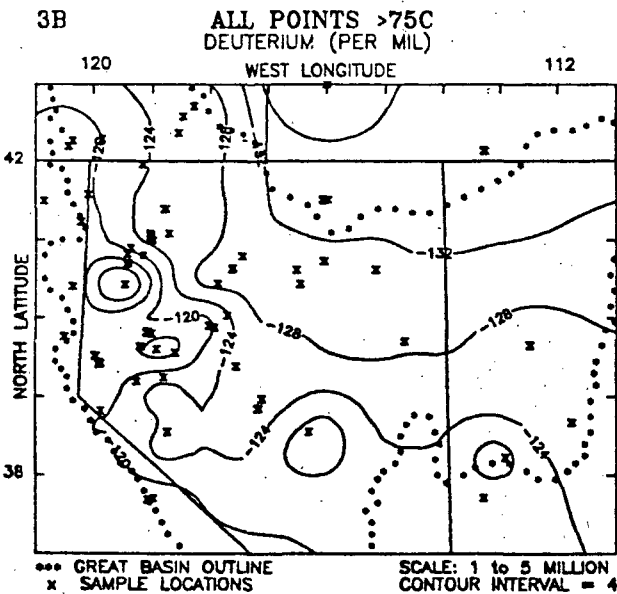 3B ALL POINTS >75C
DEUTERIUM (PER MIL)
WEST LONGITUDE
120 112
-120
-124
-120
42
-132
NORTH LATITUDE
-120
-128
-128
-124
-124
-124
-120
38
GREAT BASIN OUTLINE
x SAMPLE LOCATIONS
SCALE: 1 to 5 MILLION
CONTOUR INTERVAL = 4